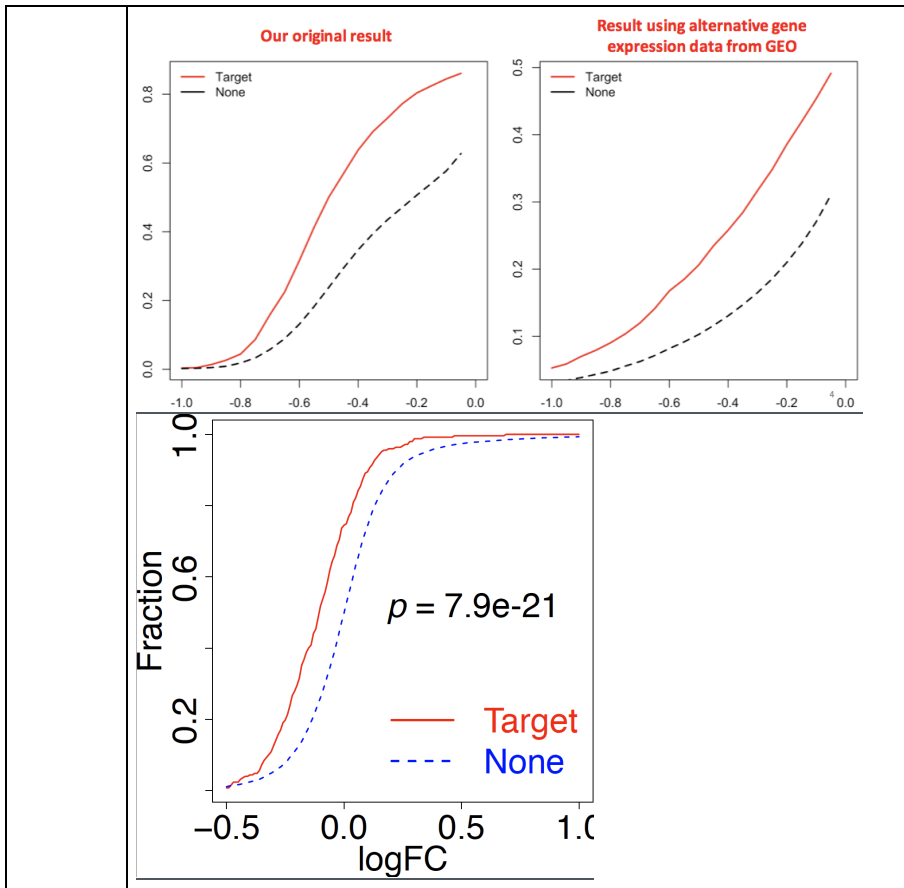 Our original result
Result using alternative gene
expression data from GEO
Target
None
0.8
0.6
0.4
0.2
0.0
-1.0 -0.8 -0.6 -0.4 -0.2 0.0
Target
None
0.5
0.4
0.3
0.2
0.1
-1.0 -0.8 -0.6 -0.4 -0.2 0.0
4
1.0
0.6
0.2
Fraction
p = 7.9e-21
Target
None
−0.5 0.0 0.5 1.0
logFC